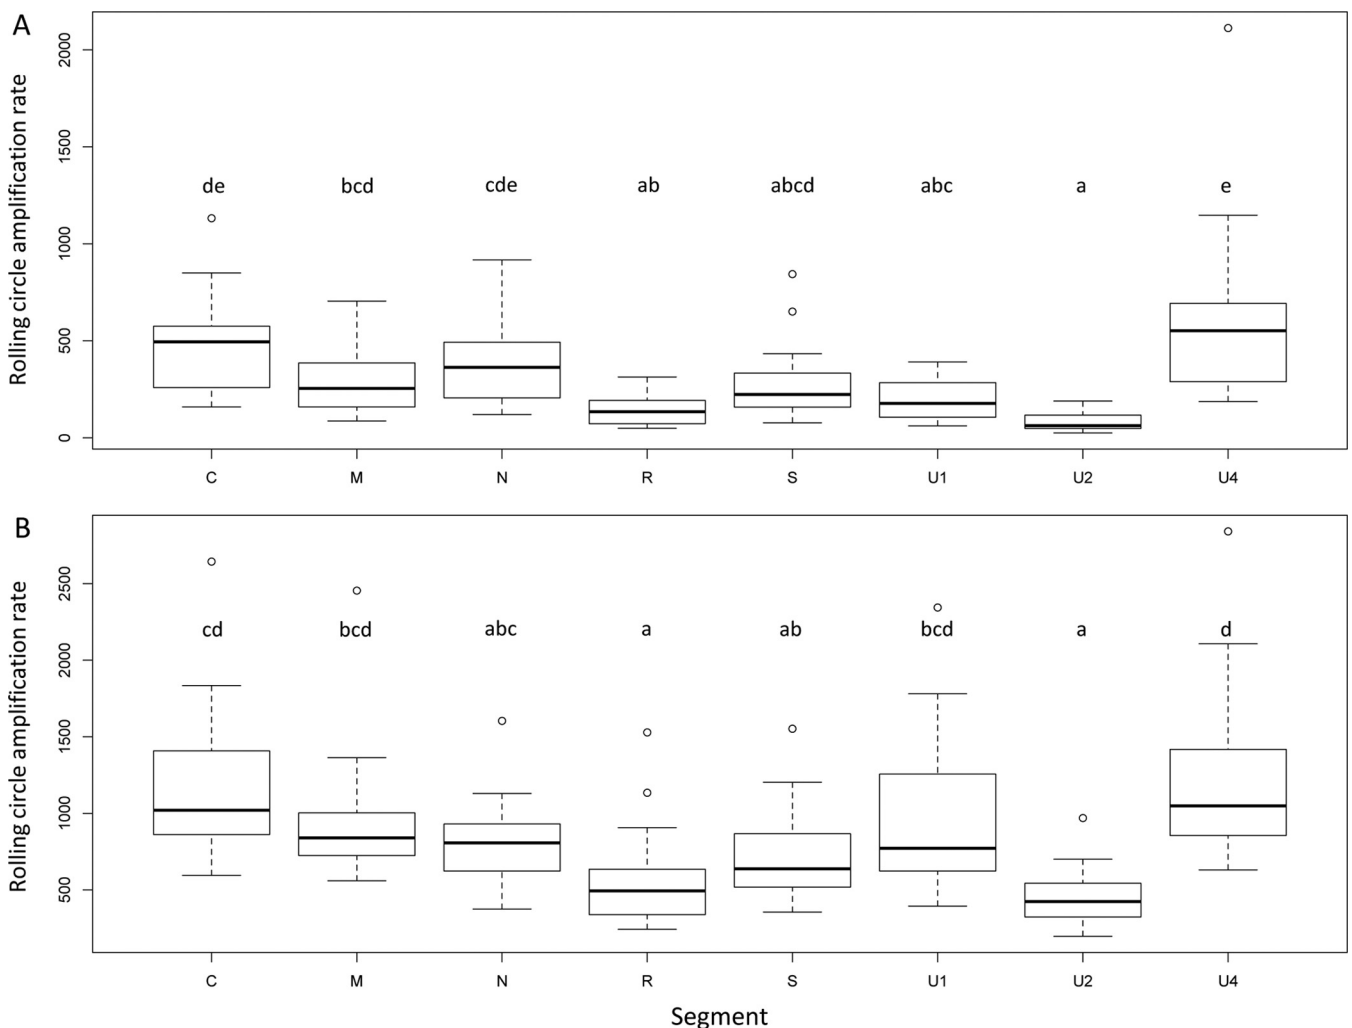 A
Rolling circle amplification rate
2000
1500
1000
500
0
de
bcd
cde
ab
abcd
abc
a
e
C
M
N
R
S
U1
U2
U4
B
Rolling circle amplification rate
2500
2000
1500
1000
500
cd
bcd
abc
a
ab
bcd
a
d
C
M
N
R
S
U1
U2
U4
Segment